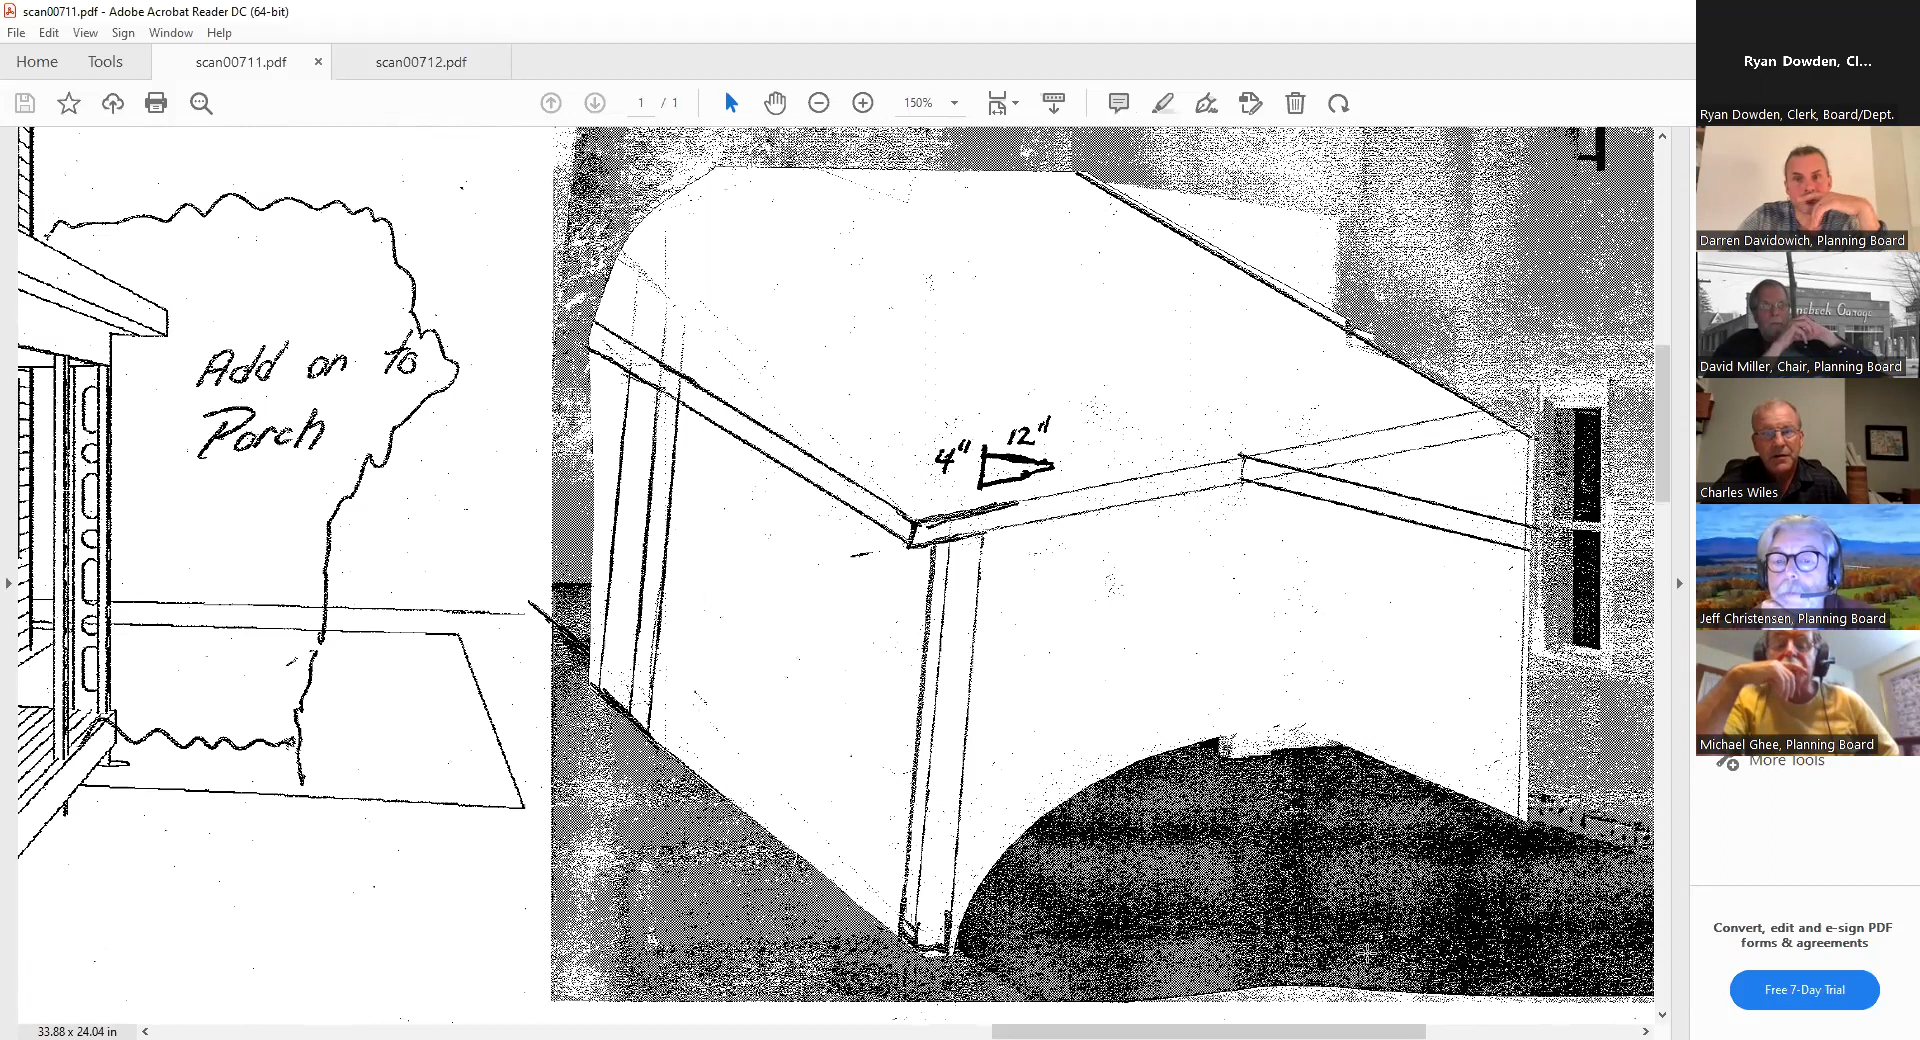 scan00711.pdf - Adobe Acrobat Reader DC (64-bit)
File Edit View Sign Window Help
Home Tools scan00711.pdf × scan00712.pdf
1 / 1 150%
Add on to
Porch
4" 12"
33.88 x 24.04 in
Ryan Dowden, Cl...
Ryan Dowden, Clerk, Board/Dept.
Darren Davidowich, Planning Board
Garage
David Miller, Chair, Planning Board
Charles Wiles
Jeff Christensen, Planning Board
Michael Ghee, Planning Board
More Tools
Convert, edit and e-sign PDF
forms & agreements
Free 7-Day Trial